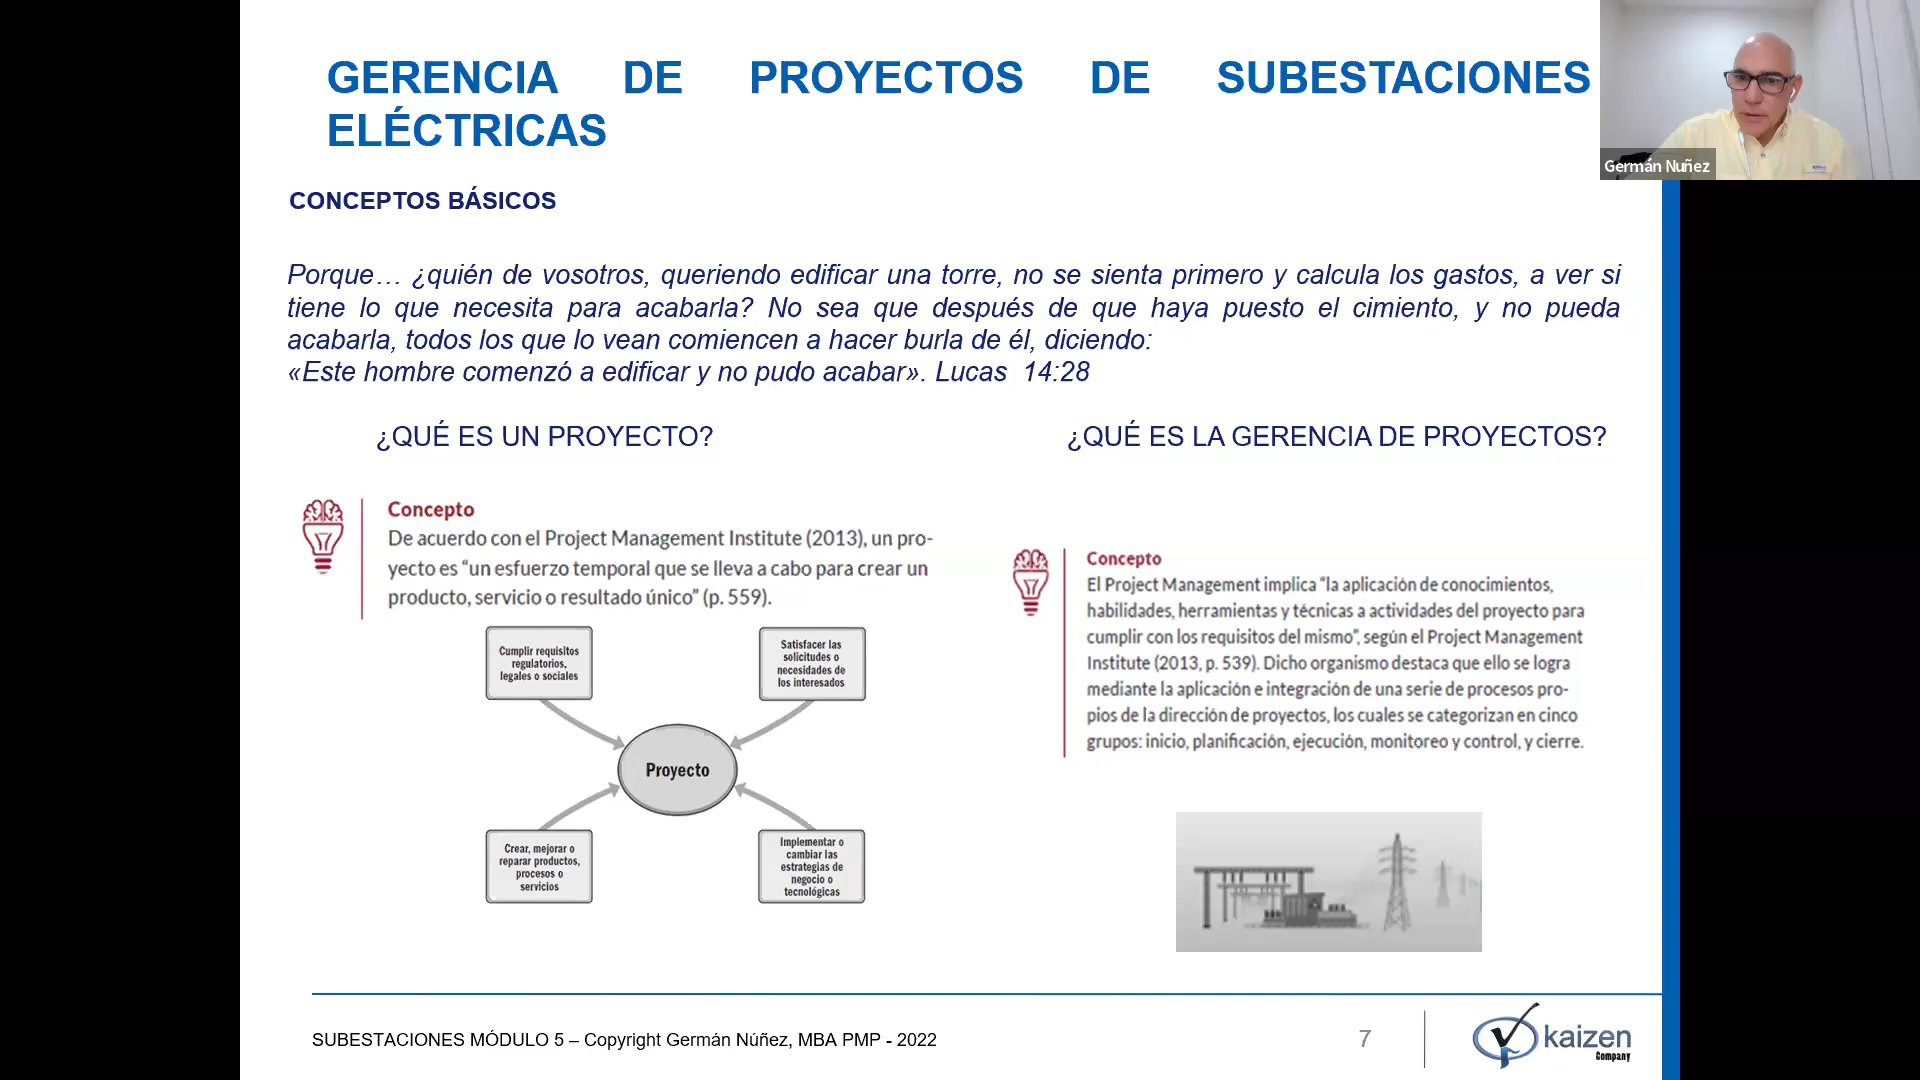 GERENCIA DE PROYECTOS DE SUBESTACIONES
ELÉCTRICAS
Germán Nuñez
CONCEPTOS BÁSICOS
Porque… ¿quién de vosotros, queriendo edificar una torre, no se sienta primero y calcula los gastos, a ver si
tiene lo que necesita para acabarla? No sea que después de que haya puesto el cimiento, y no pueda
acabarla, todos los que lo vean comiencen a hacer burla de él, diciendo:
«Este hombre comenzó a edificar y no pudo acabar». Lucas 14:28
¿QUÉ ES UN PROYECTO?
Concepto
De acuerdo con el Project Management Institute (2013), un pro-
yecto es “un esfuerzo temporal que se lleva a cabo para crear un
producto, servicio o resultado único” (p. 559).
Cumplir requisitos
regulatorios,
legales o sociales
Satisfacer las
solicitudes o
necesidades de
los interesados
Proyecto
Crear, mejorar o
reparar productos,
procesos o
servicios
Implementar o
cambiar las
estrategias de
negocio o
tecnológicas
¿QUÉ ES LA GERENCIA DE PROYECTOS?
Concepto
El Project Management implica “la aplicación de conocimientos,
habilidades, herramientas y técnicas a actividades del proyecto para
cumplir con los requisitos del mismo”, según el Project Management
Institute (2013, p. 539). Dicho organismo destaca que ello se logra
mediante la aplicación e integración de una serie de procesos pro-
pios de la dirección de proyectos, los cuales se categorizan en cinco
grupos: inicio, planificación, ejecución, monitoreo y control, y cierre.
SUBESTACIONES MÓDULO 5 – Copyright Germán Núñez, MBA PMP - 2022
7
kaizen
Company